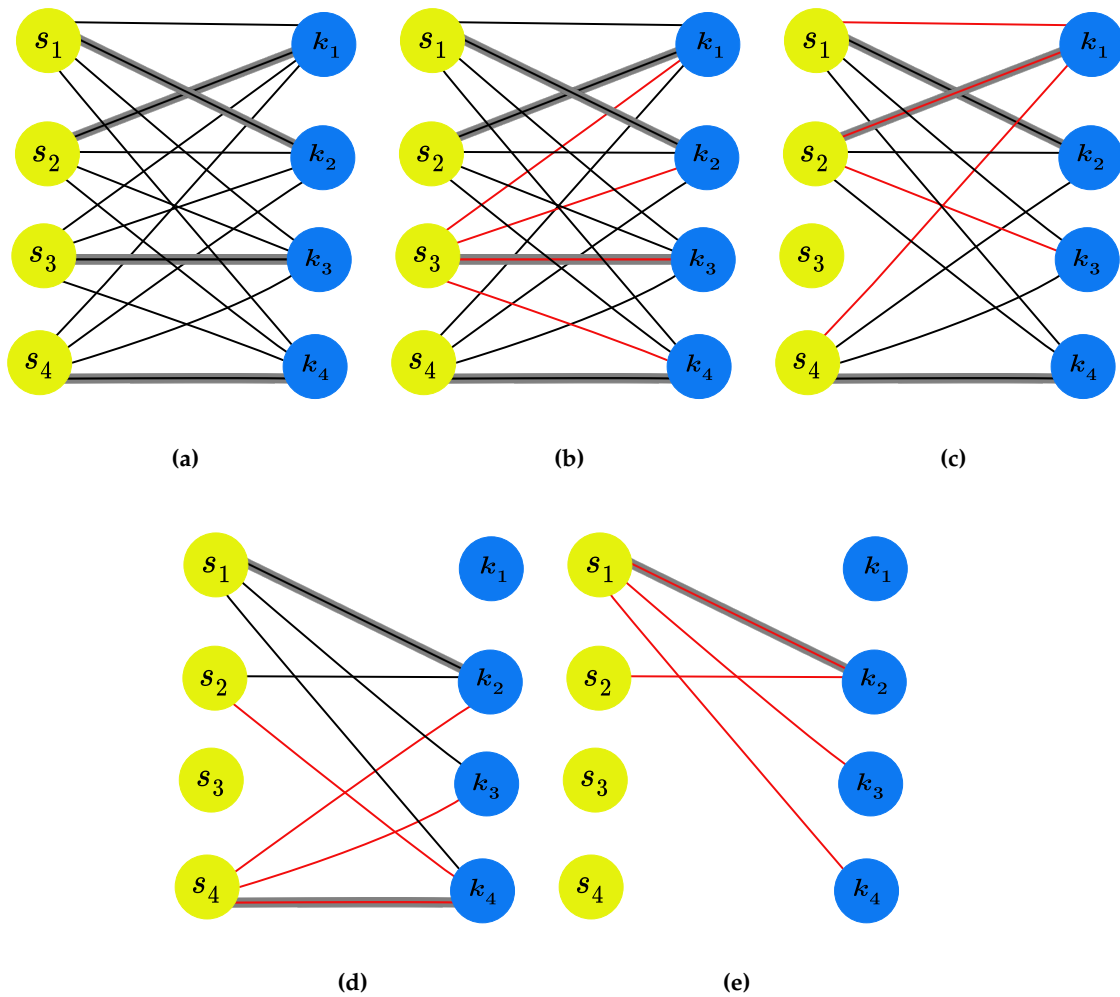 s₁ k₁ s₁ k₁ s₁ k₁
s₂ k₂ s₂ k₂ s₂ k₂
s₃ k₃ s₃ k₃ s₃ k₃
s₄ k₄ s₄ k₄ s₄ k₄
(a) (b) (c)
s₁ k₁ s₁ k₁
s₂ k₂ s₂ k₂
s₃ k₃ s₃ k₃
s₄ k₄ s₄ k₄
(d) (e)